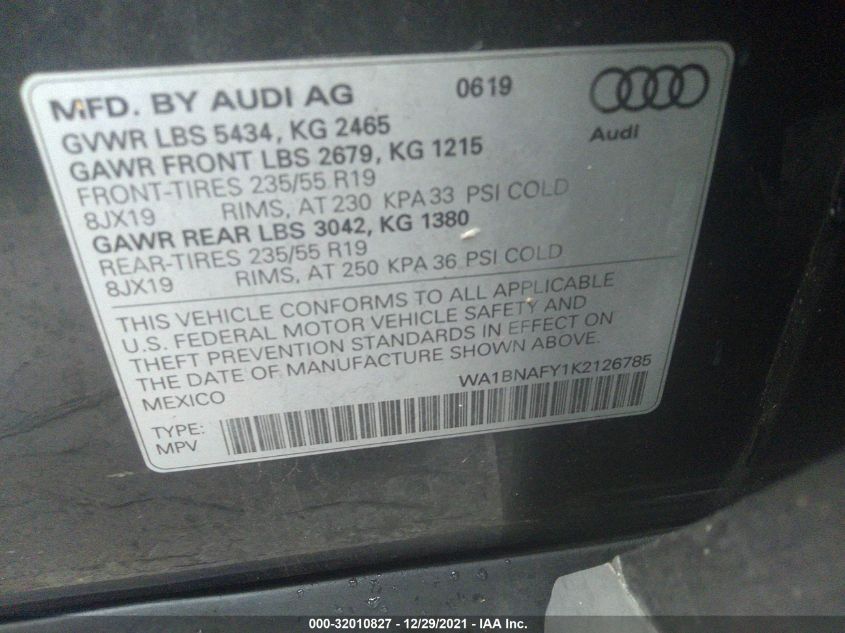 MFD. BY AUDI AG 0619
Audi
GVWR LBS 5434, KG 2465
GAWR FRONT LBS 2679, KG 1215
FRONT-TIRES 235/55 R19
8JX19 RIMS, AT 230 KPA 33 PSI COLD
GAWR REAR LBS 3042, KG 1380
REAR-TIRES 235/55 R19
8JX19 RIMS, AT 250 KPA 36 PSI COLD
THIS VEHICLE CONFORMS TO ALL APPLICABLE
U.S. FEDERAL MOTOR VEHICLE SAFETY AND
THEFT PREVENTION STANDARDS IN EFFECT ON
THE DATE OF MANUFACTURE SHOWN ABOVE.
MEXICO WA1BNAFY1K2126785
TYPE:
MPV
000-32010827 - 12/29/2021 - IAA Inc.